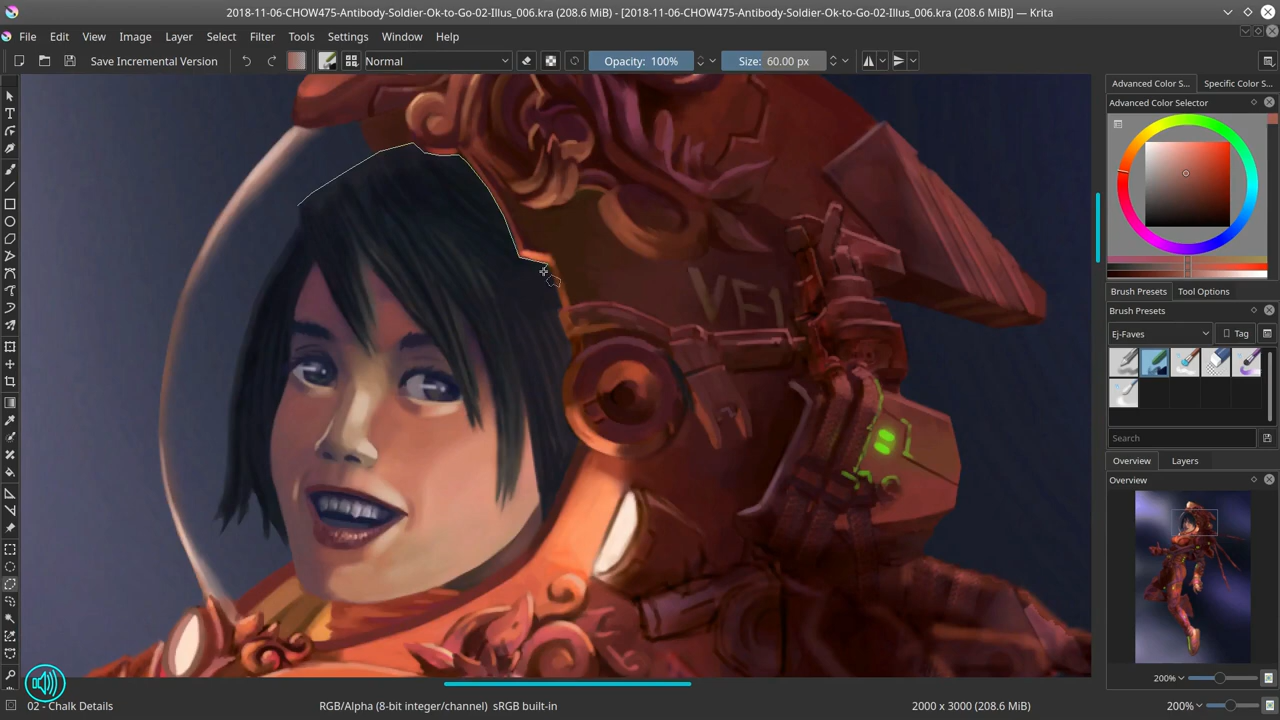 2018-11-06-CHOW475-Antibody-Soldier-Ok-to-Go-02-Illus_006.kra (208.6 MiB) - [2018-11-06-CHOW475-Antibody-Soldier-Ok-to-Go-02-Illus_006.kra (208.6 MiB)] — Krita
File Edit View Image Layer Select Filter Tools Settings Window Help
Save Incremental Version Normal Opacity: 100% Size: 60.00 px
Advanced Color S... Specific Color S...
Advanced Color Selector
VF1
Brush Presets Tool Options
Brush Presets
Ej-Faves Tag
Search
Overview Layers
Overview
200%
02 - Chalk Details RGB/Alpha (8-bit integer/channel) sRGB built-in 2000 x 3000 (208.6 MiB) 200%